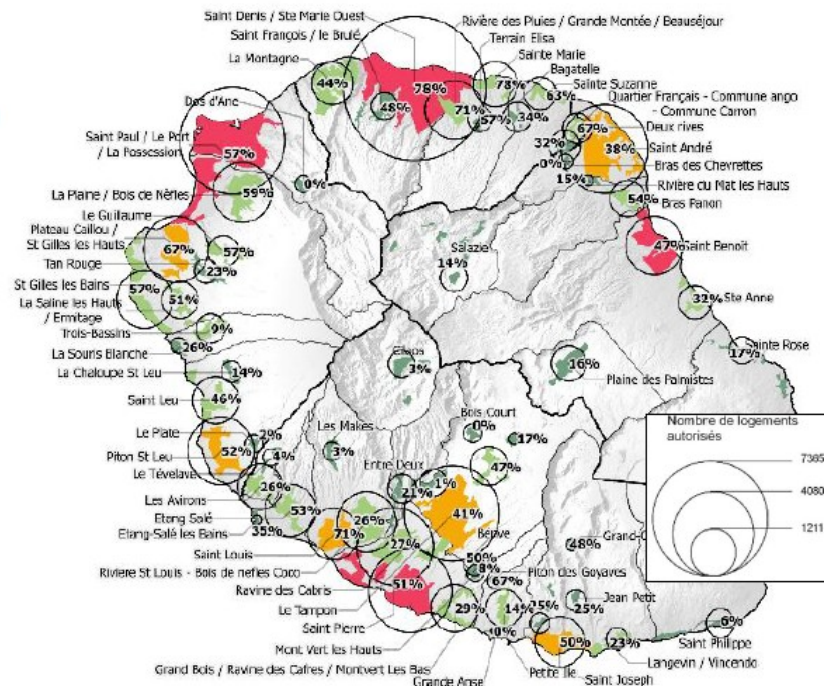 Saint Denis / Ste Marie Ouest
Rivière des Pluies / Grande Montée / Beauséjour
Saint François / le Brulé
Terrain Elisa
Sainte Marie
La Montagne
Bagatelle
Sainte Suzanne
44%
78%
78%
63%
Quartier Français - Commune ango
- Commune Carron
Dos d'Ane
48%
71%
57%
34%
67%
Deux rives
Saint Paul / Le Port
/ La Possession
57%
32%
38%
Saint André
0%
Bras des Chevrettes
15%
Rivière du Mat les Hauts
0%
La Plaine / Bois de Nèfles
59%
54%
Bras Panon
Le Guillaume
Plateau Caillou /
St Gilles les Hauts
67%
57%
47%
Saint Benoît
Tan Rouge
23%
Salazie
14%
St Gilles les Bains
57%
51%
La Saline les Hauts
/ Ermitage
32%
Ste Anne
Trois-Bassins
9%
La Souris Blanche
26%
17%
Sainte Rose
La Chaloupe St Leu
14%
Cilaos
3%
16%
Plaine des Palmistes
Saint Leu
46%
Bois Court
0%
Le Plate
2%
Les Makes
17%
Piton St Leu
52%
4%
3%
Le Tévelave
Entre Deux
47%
Les Avirons
26%
21%
1%
Etang Salé
53%
26%
41%
Etang-Salé les Bains
35%
71%
27%
Saint Louis
50%
48%
Rivière St Louis - Bois de nefles Coco
8%
Piton des Goyaves
Ravine des Cabris
67%
Le Tampon
51%
Jean Petit
25%
25%
Saint Pierre
29%
14%
6%
Mont Vert les Hauts
0%
50%
23%
Saint Philippe
Grand Bois / Ravine des Cafres / Montvert Les Bas
Petite Ile
Langevin / Vincendo
Grande Anse
Saint Joseph
Nombre de logements
autorisés
7365
4080
1211